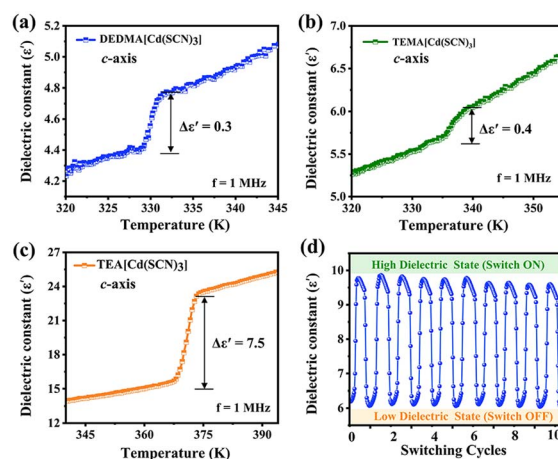 (a)
DEDMA[Cd(SCN)3]
c-axis
Δε′ = 0.3
f = 1 MHz
Dielectric constant (ε′)
5.2
4.8
4.4
4.0
320 325 330 335 340 345
Temperature (K)
(b)
TEMA[Cd(SCN)3]
c-axis
Δε′ = 0.4
f = 1 MHz
Dielectric constant (ε′)
7.0
6.5
6.0
5.5
5.0
320 330 340 350
Temperature (K)
(c)
TEA[Cd(SCN)3]
c-axis
Δε′ = 7.5
f = 1 MHz
Dielectric constant (ε′)
27
24
21
18
15
12
345 360 375 390
Temperature (K)
(d)
High Dielectric State (Switch ON)
Low Dielectric State (Switch OFF)
Dielectric constant (ε′)
11
10
9
8
7
6
5
0 2 4 6 8 10
Switching Cycles